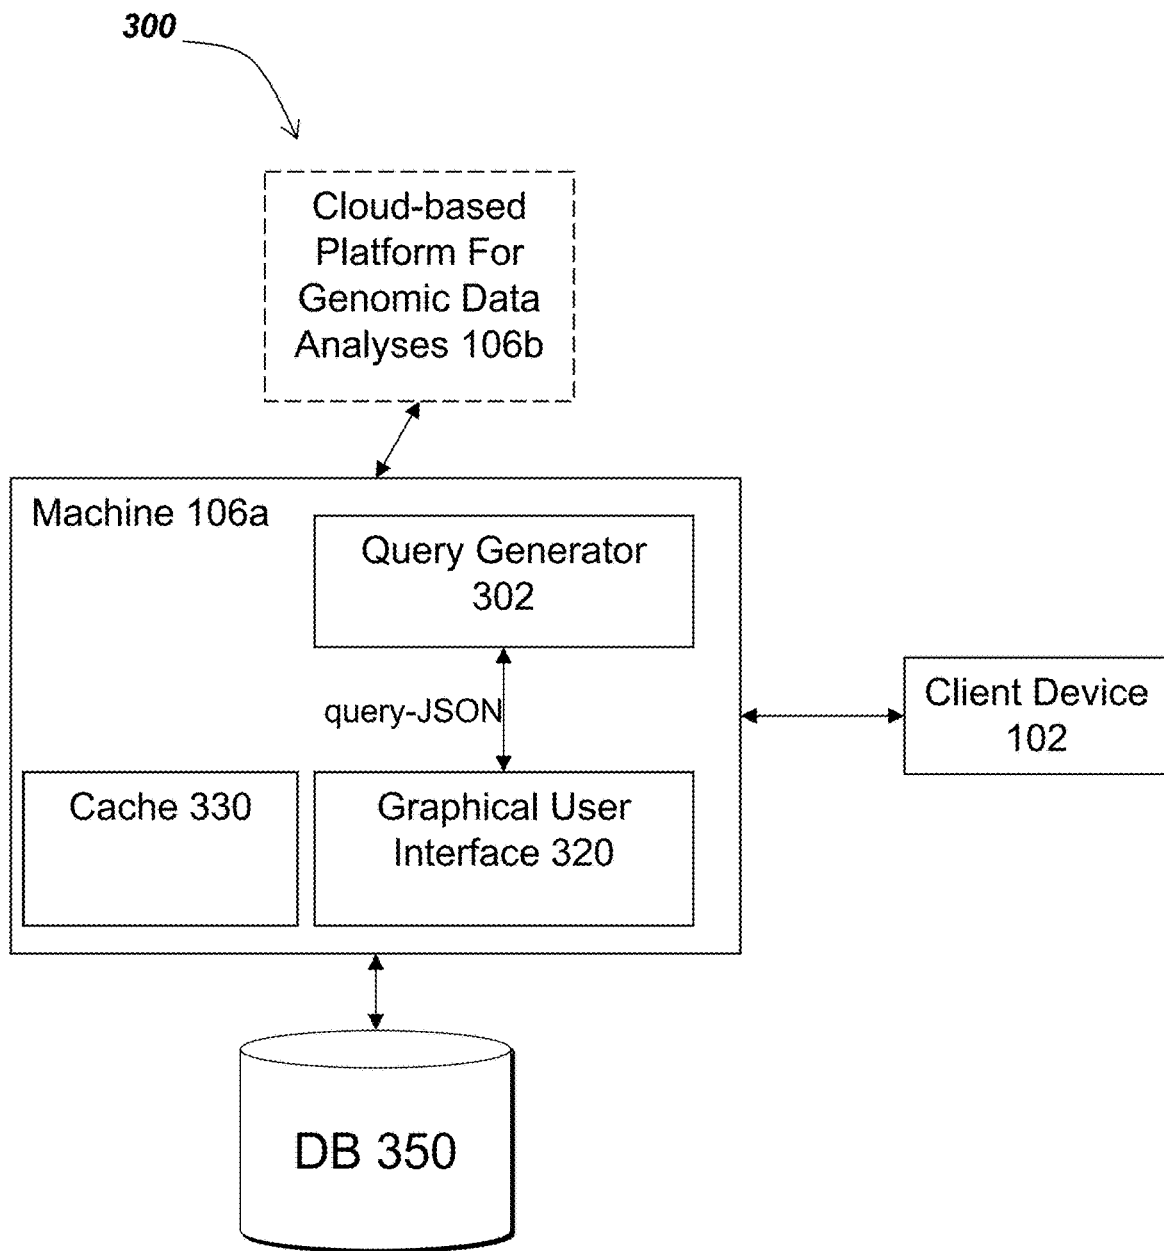 300
Cloud-based
Platform For
Genomic Data
Analyses 106b
Machine 106a
Query Generator
302
query-JSON
Client Device
102
Cache 330
Graphical User
Interface 320
DB 350